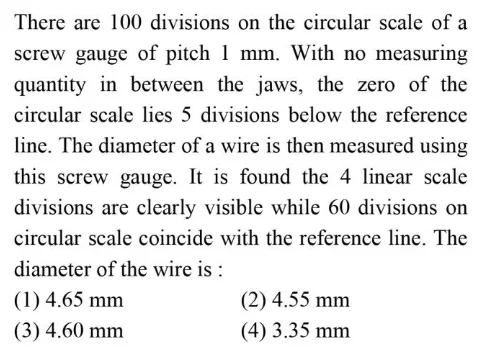 There are 100 divisions on the circular scale of a
screw gauge of pitch 1 mm. With no measuring
quantity in between the jaws, the zero of the
circular scale lies 5 divisions below the reference
line. The diameter of a wire is then measured using
this screw gauge. It is found the 4 linear scale
divisions are clearly visible while 60 divisions on
circular scale coincide with the reference line. The
diameter of the wire is :
(1) 4.65 mm (2) 4.55 mm
(3) 4.60 mm (4) 3.35 mm